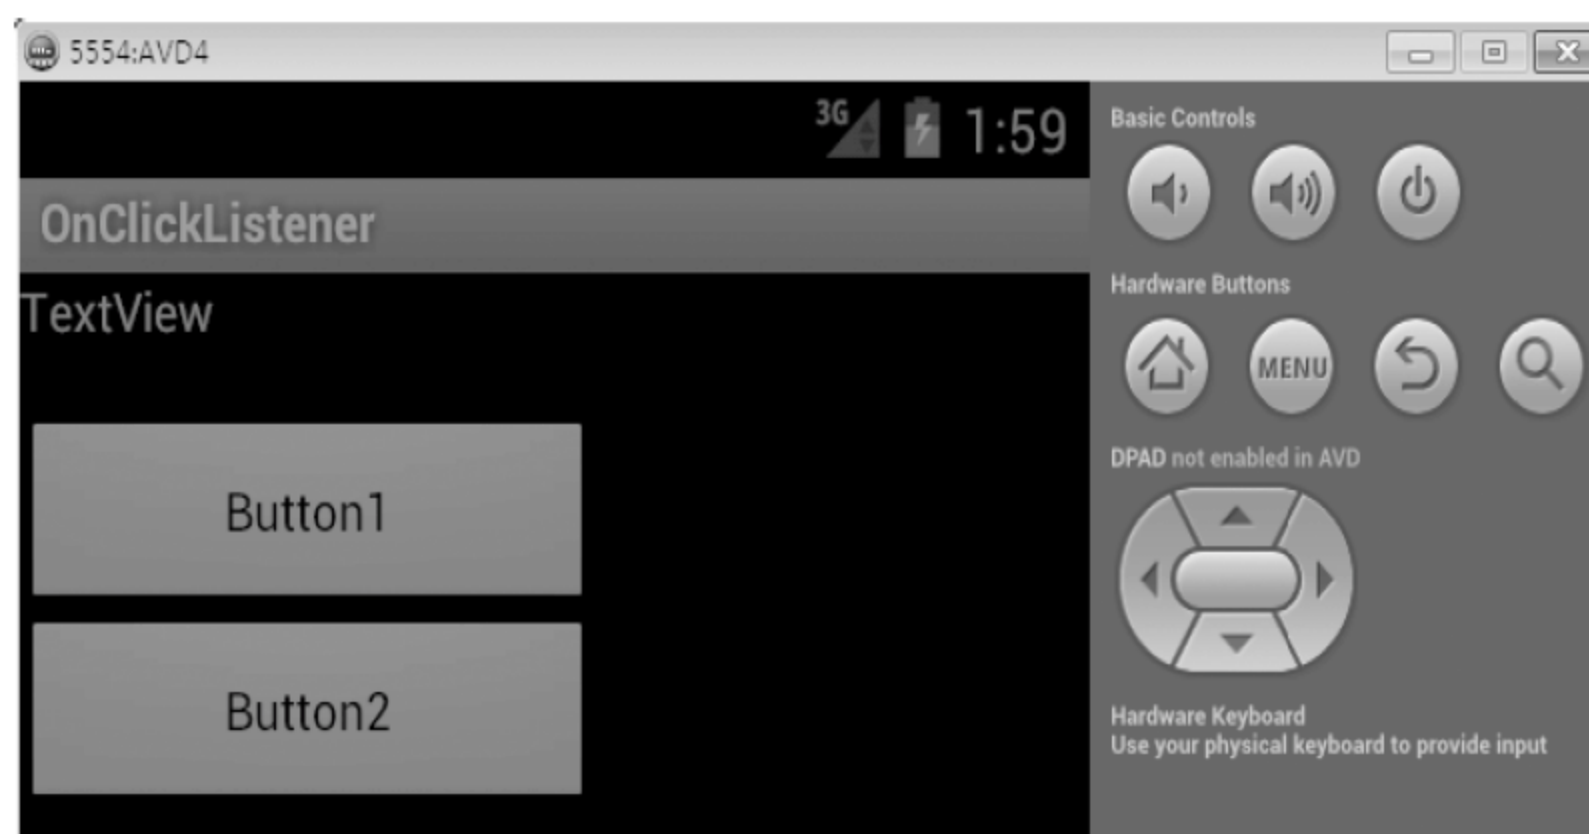 5554:AVD4
3G 1:59
OnClickListener
TextView
Button1
Button2
Basic Controls
Hardware Buttons
MENU
DPAD not enabled in AVD
Hardware Keyboard
Use your physical keyboard to provide input